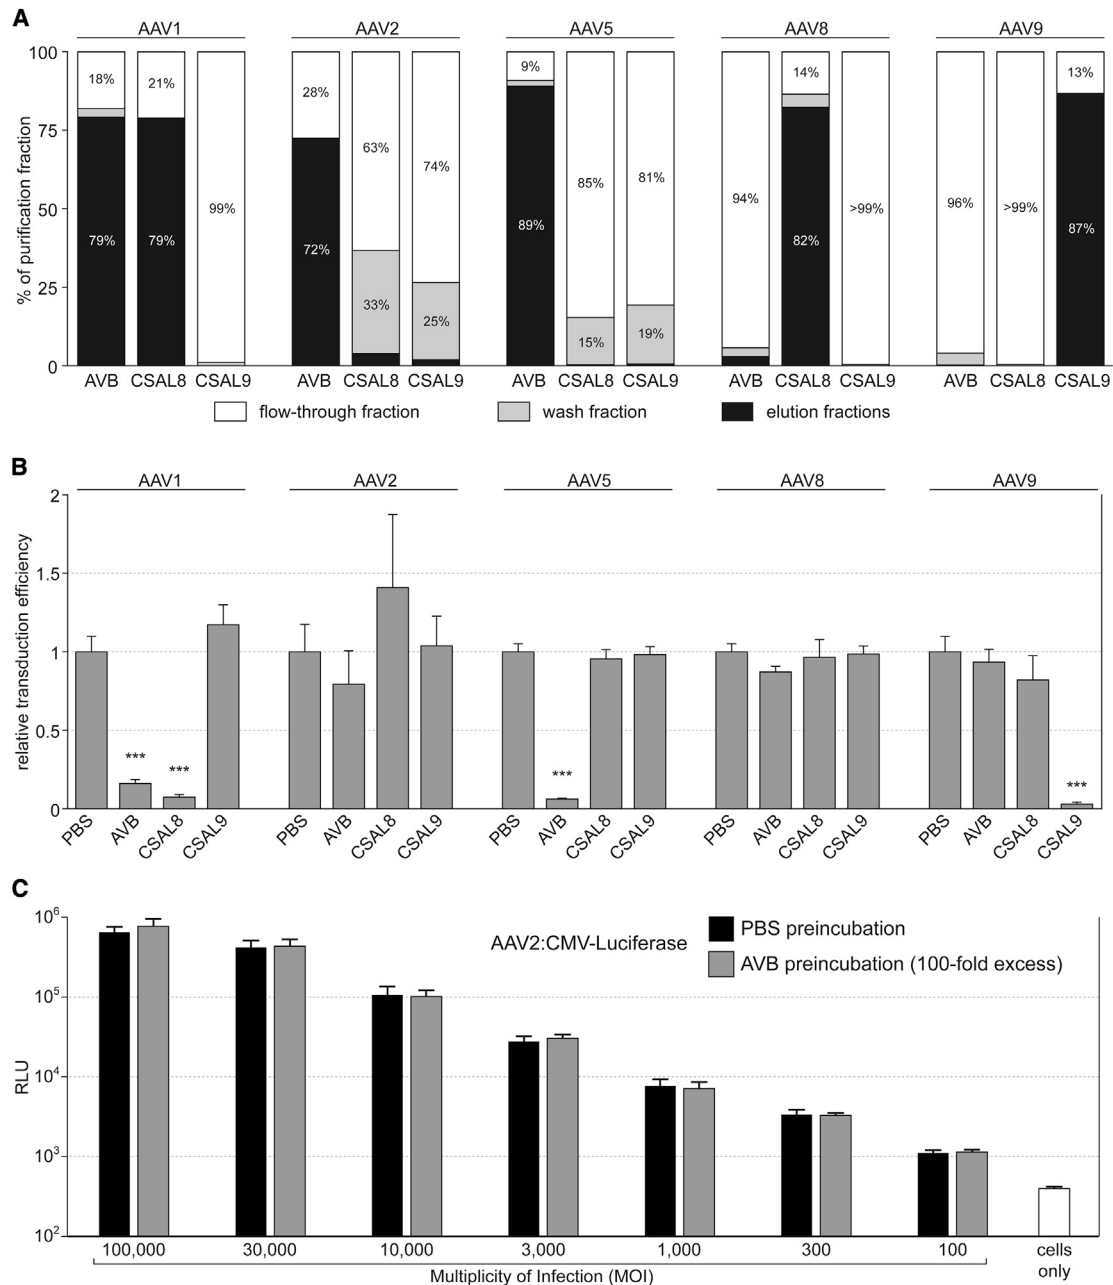 A
AAV1 AAV2 AAV5 AAV8 AAV9
% of purification fraction
100
75
50
25
0
18% 21% 99% 28% 63% 74% 9% 85% 81% 94% 14% >99% 96% >99% 13%
79% 79% 72% 33% 25% 89% 15% 19% 82% 87%
AVB CSAL8 CSAL9 AVB CSAL8 CSAL9 AVB CSAL8 CSAL9 AVB CSAL8 CSAL9 AVB CSAL8 CSAL9
flow-through fraction wash fraction elution fractions
B
AAV1 AAV2 AAV5 AAV8 AAV9
relative transduction efficiency
2
1.5
1
0.5
0
*** *** *** ***
PBS AVB CSAL8 CSAL9 PBS AVB CSAL8 CSAL9 PBS AVB CSAL8 CSAL9 PBS AVB CSAL8 CSAL9 PBS AVB CSAL8 CSAL9
C
RLU
10⁶
10⁵
10⁴
10³
10²
AAV2:CMV-Luciferase
PBS preincubation
AVB preincubation (100-fold excess)
100,000 30,000 10,000 3,000 1,000 300 100 cells
only
Multiplicity of Infection (MOI)